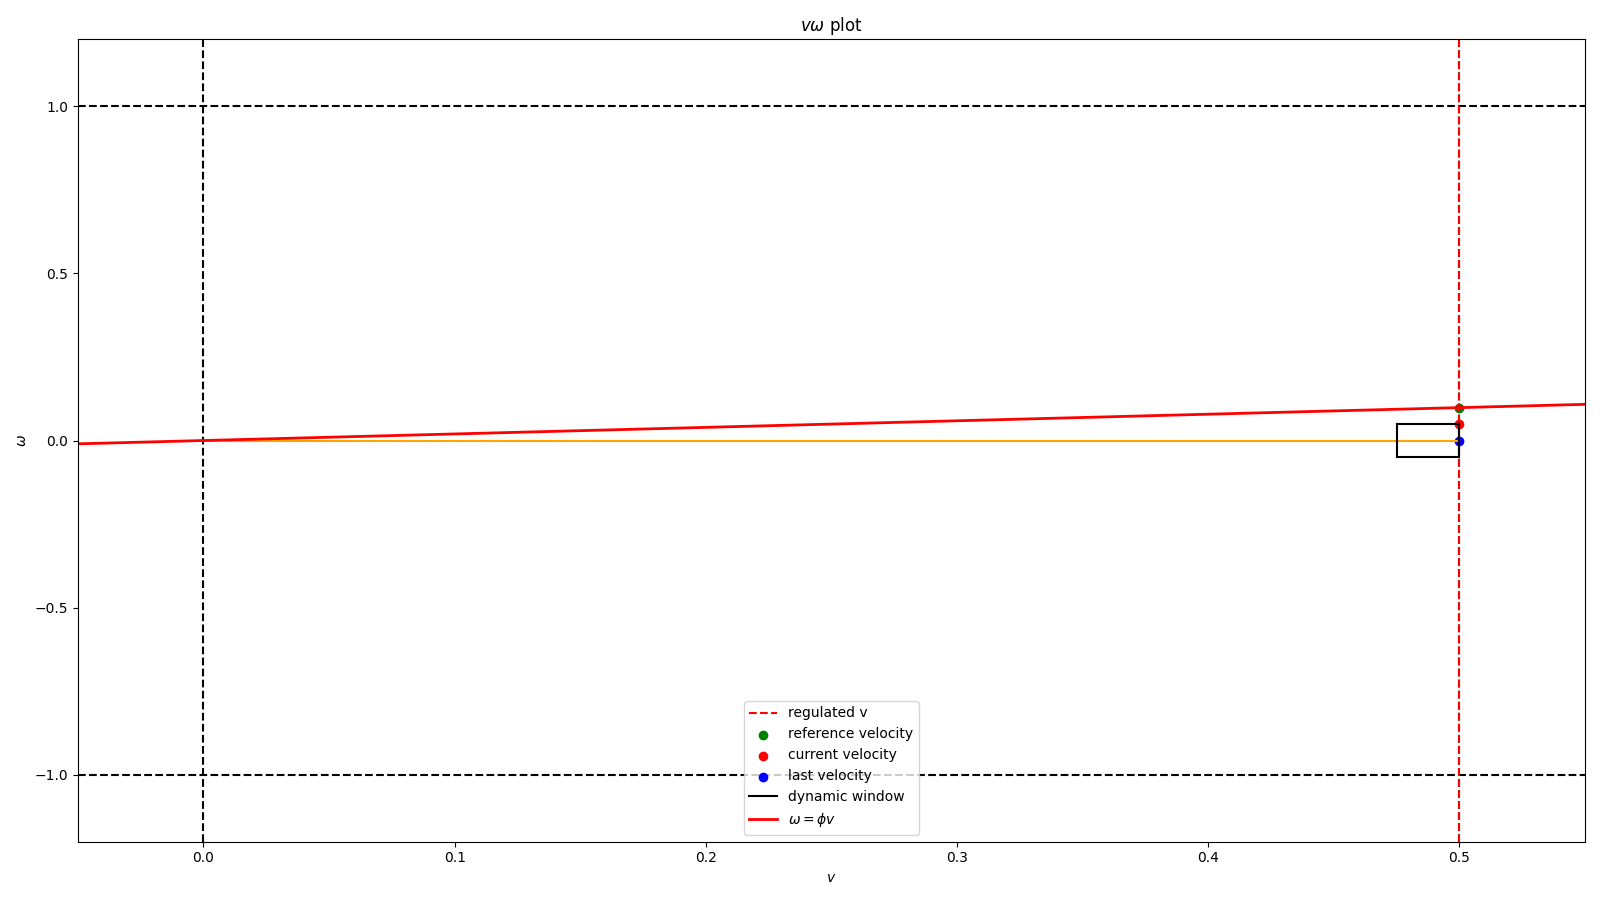 vω plot
1.0
0.5
0.0
−0.5
−1.0
ω
regulated v
reference velocity
current velocity
last velocity
dynamic window
ω = ϕv
0.0 0.1 0.2 0.3 0.4 0.5
v